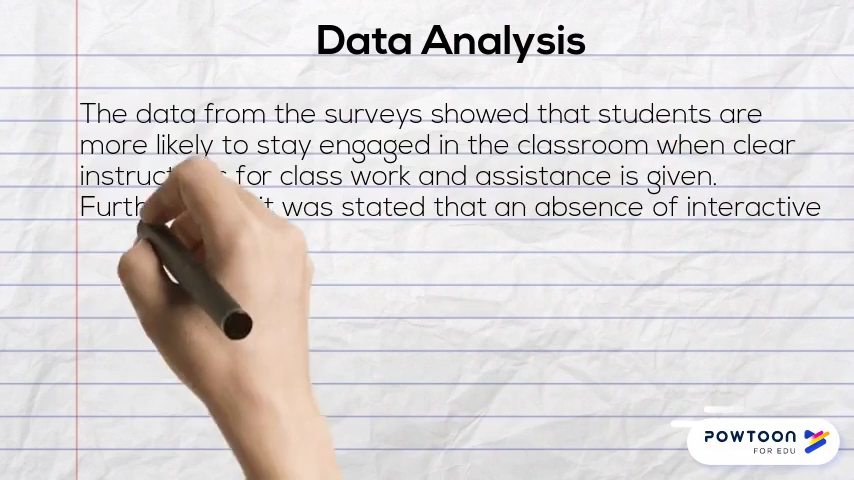 Data Analysis
The data from the surveys showed that students are
more likely to stay engaged in the classroom when clear
for class work and assistance is given.
it was stated that an absence of interactive
POWTOON
FOR EDU